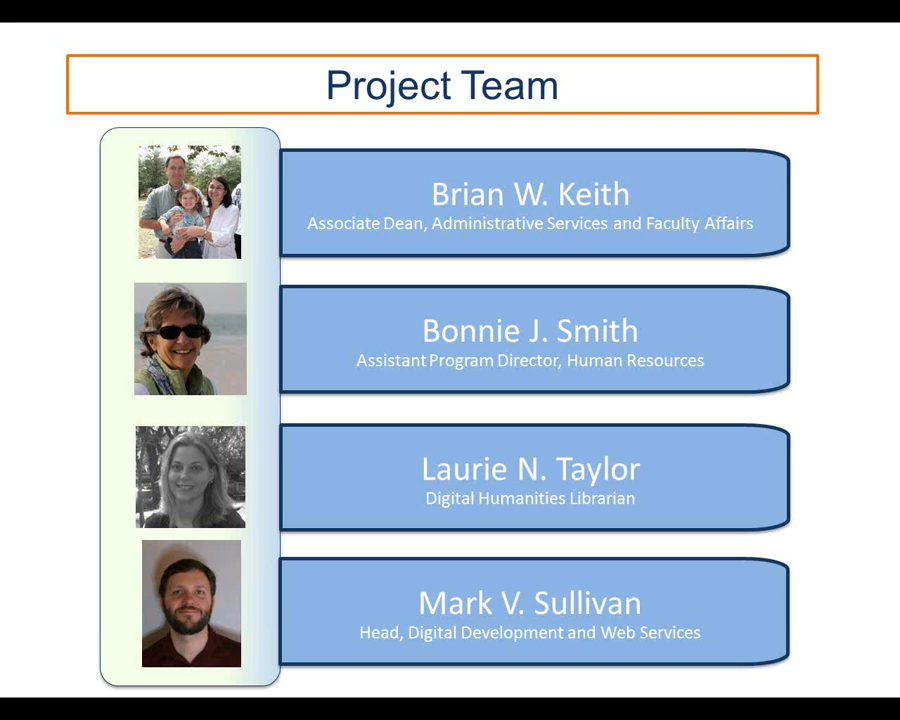 Project Team
Brian W. Keith
Associate Dean, Administrative Services and Faculty Affairs
Bonnie J. Smith
Assistant Program Director, Human Resources
Laurie N. Taylor
Digital Humanities Librarian
Mark V. Sullivan
Head, Digital Development and Web Services